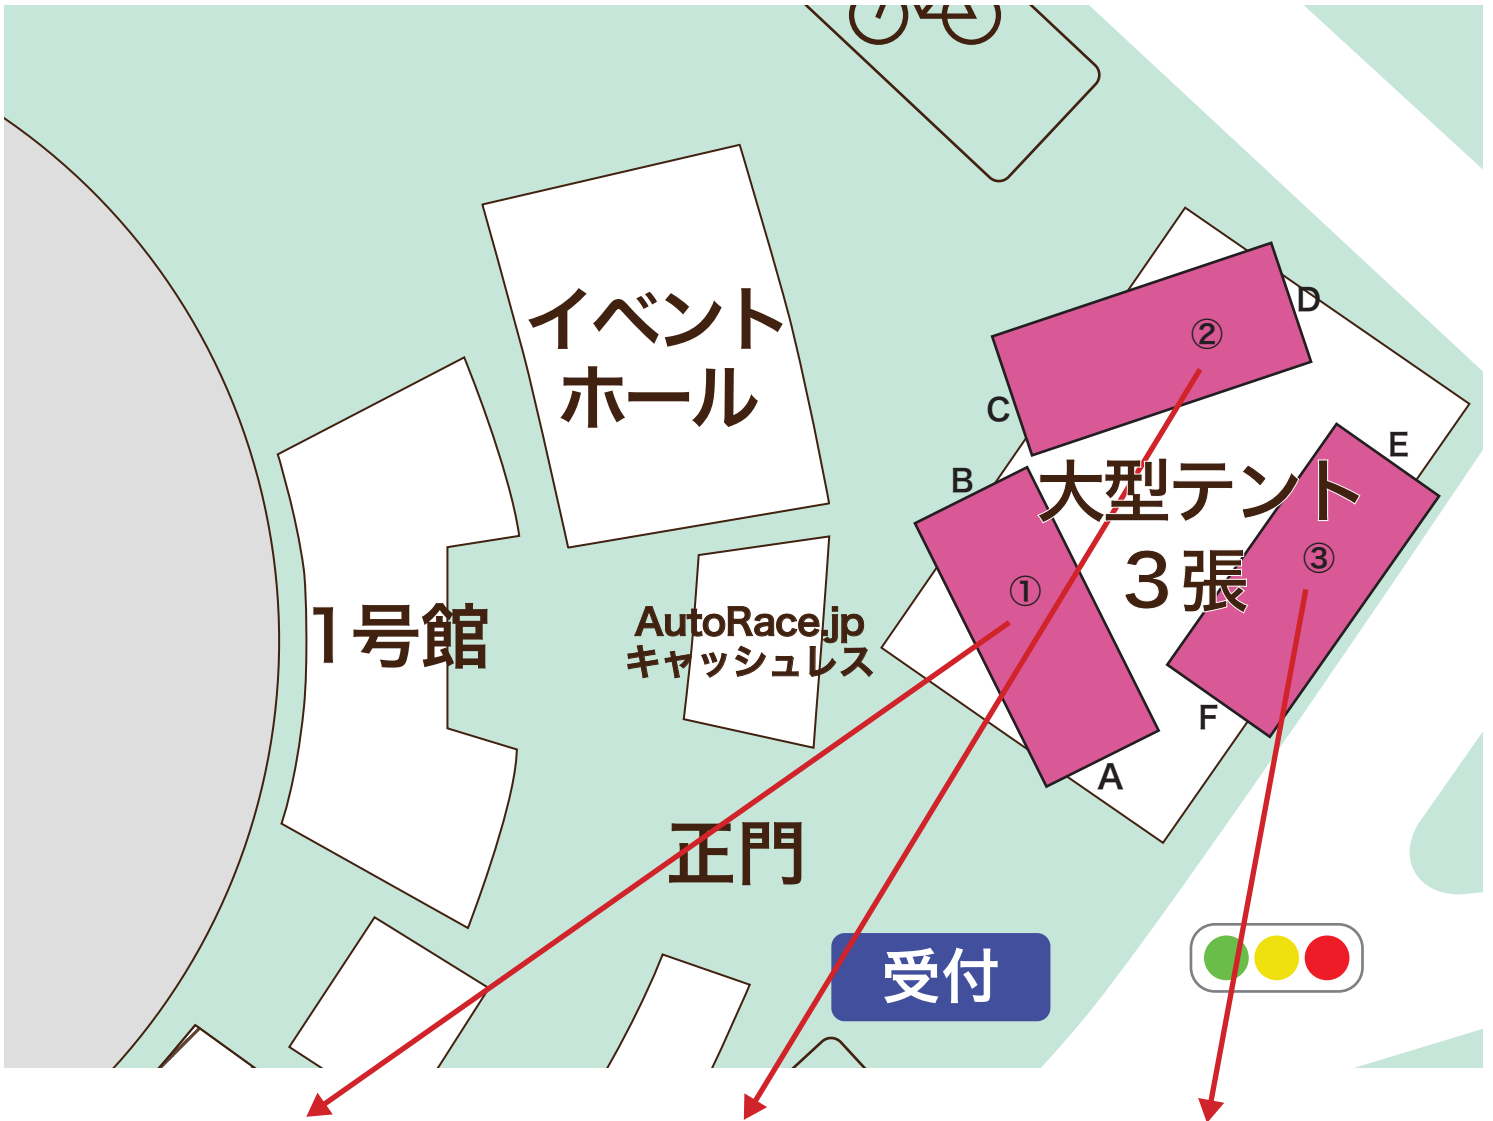 イベント
ホール
D
②
C
E
B
大型テント
③
①
3張
1号館
AutoRace.jp
キャッシュレス
F
A
正門
受付